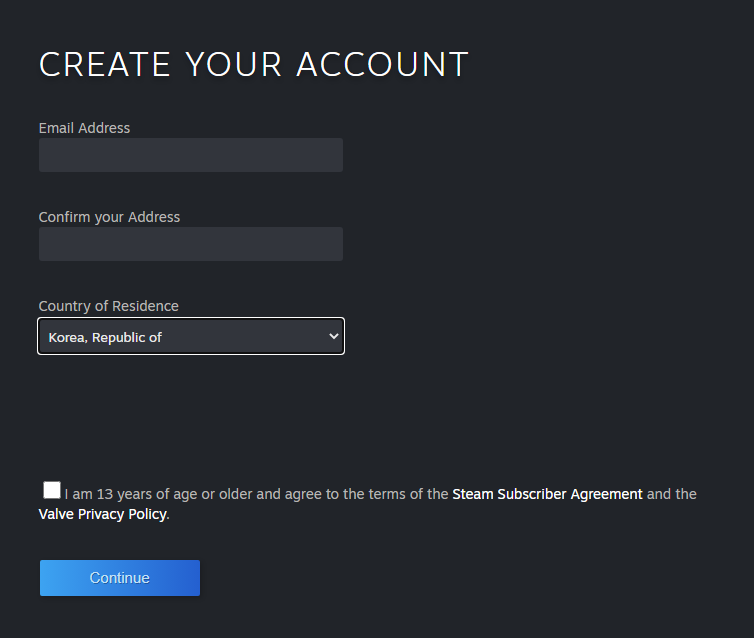 CREATE YOUR ACCOUNT
Email Address
Confirm your Address
Country of Residence
Korea, Republic of
I am 13 years of age or older and agree to the terms of the Steam Subscriber Agreement and the
Valve Privacy Policy.
Continue